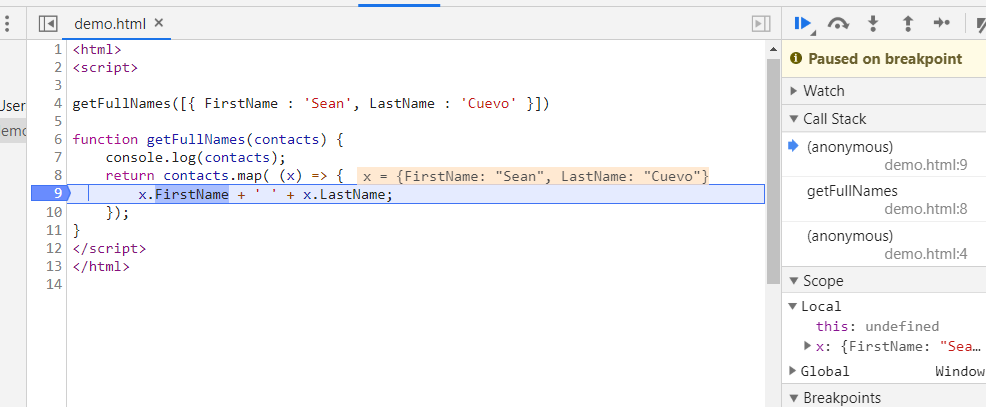 demo.html ×
1 <html>
2 <script>
3
4 getFullNames([{ FirstName : 'Sean', LastName : 'Cuevo' }])
5
6 function getFullNames(contacts) {
7     console.log(contacts);
8     return contacts.map( (x) => {  x = {FirstName: "Sean", LastName: "Cuevo"}
9         x.FirstName + ' ' + x.LastName;
10     });
11 }
12 </script>
13 </html>
14
User
demo
Paused on breakpoint
Watch
Call Stack
(anonymous)
demo.html:9
getFullNames
demo.html:8
(anonymous)
demo.html:4
Scope
Local
this: undefined
x: {FirstName: "Sea…
Global Window
Breakpoints